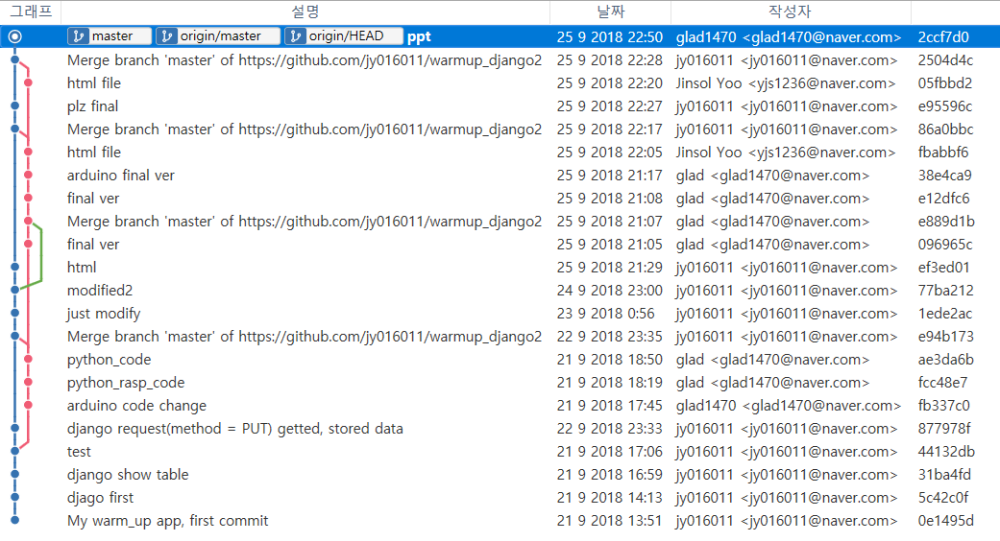 그래프 설명 날짜 작성자
master origin/master origin/HEAD ppt 25 9 2018 22:50 glad1470 <glad1470@naver.com> 2ccf7d0
Merge branch 'master' of https://github.com/jy016011/warmup_django2 25 9 2018 22:28 jy016011 <jy016011@naver.com> 2504d4c
html file 25 9 2018 22:20 Jinsol Yoo <yjs1236@naver.com> 05fbbd2
plz final 25 9 2018 22:27 jy016011 <jy016011@naver.com> e95596c
Merge branch 'master' of https://github.com/jy016011/warmup_django2 25 9 2018 22:17 jy016011 <jy016011@naver.com> 86a0bbc
html file 25 9 2018 22:05 Jinsol Yoo <yjs1236@naver.com> fbabbf6
arduino final ver 25 9 2018 21:17 glad <glad1470@naver.com> 38e4ca9
final ver 25 9 2018 21:08 glad <glad1470@naver.com> e12dfc6
Merge branch 'master' of https://github.com/jy016011/warmup_django2 25 9 2018 21:07 glad <glad1470@naver.com> e889d1b
final ver 25 9 2018 21:05 glad <glad1470@naver.com> 096965c
html 25 9 2018 21:29 jy016011 <jy016011@naver.com> ef3ed01
modified2 24 9 2018 23:00 jy016011 <jy016011@naver.com> 77ba212
just modify 23 9 2018 0:56 jy016011 <jy016011@naver.com> 1ede2ac
Merge branch 'master' of https://github.com/jy016011/warmup_django2 22 9 2018 23:35 jy016011 <jy016011@naver.com> e94b173
python_code 21 9 2018 18:50 glad <glad1470@naver.com> ae3da6b
python_rasp_code 21 9 2018 18:19 glad <glad1470@naver.com> fcc48e7
arduino code change 21 9 2018 17:45 glad1470 <glad1470@naver.com> fb337c0
django request(method = PUT) getted, stored data 22 9 2018 23:33 jy016011 <jy016011@naver.com> 877978f
test 21 9 2018 17:06 jy016011 <jy016011@naver.com> 44132db
django show table 21 9 2018 16:59 jy016011 <jy016011@naver.com> 31ba4fd
djago first 21 9 2018 14:13 jy016011 <jy016011@naver.com> 5c42c0f
My warm_up app, first commit 21 9 2018 13:51 jy016011 <jy016011@naver.com> 0e1495d